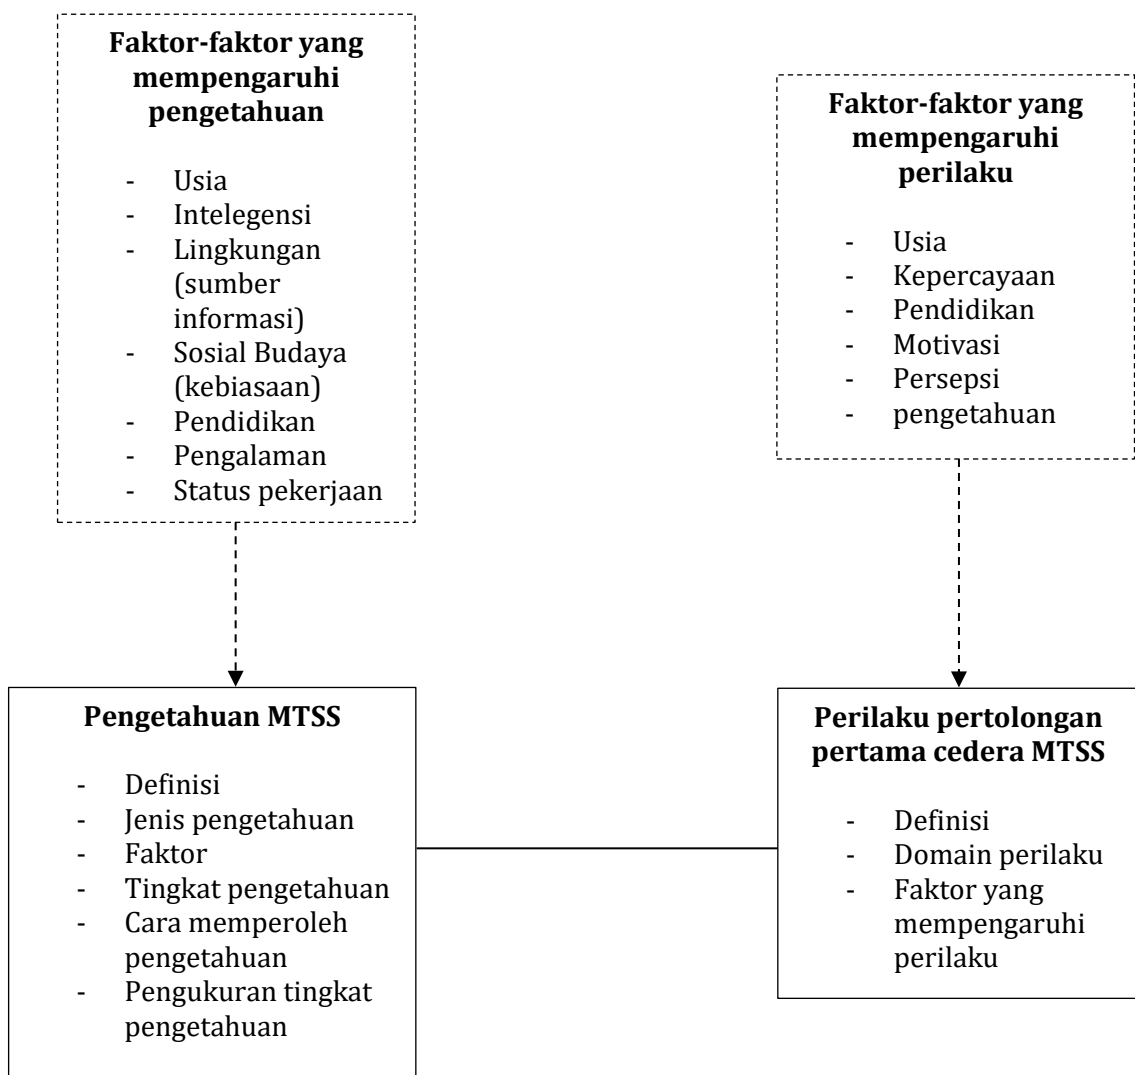 Faktor-faktor yang
mempengaruhi
pengetahuan
- Usia
- Intelegensi
- Lingkungan
(sumber
informasi)
- Sosial Budaya
(kebiasaan)
- Pendidikan
- Pengalaman
- Status pekerjaan
Faktor-faktor yang
mempengaruhi
perilaku
- Usia
- Kepercayaan
- Pendidikan
- Motivasi
- Persepsi
- pengetahuan
Pengetahuan MTSS
- Definisi
- Jenis pengetahuan
- Faktor
- Tingkat pengetahuan
- Cara memperoleh
pengetahuan
- Pengukuran tingkat
pengetahuan
Perilaku pertolongan
pertama cedera MTSS
- Definisi
- Domain perilaku
- Faktor yang
mempengaruhi
perilaku